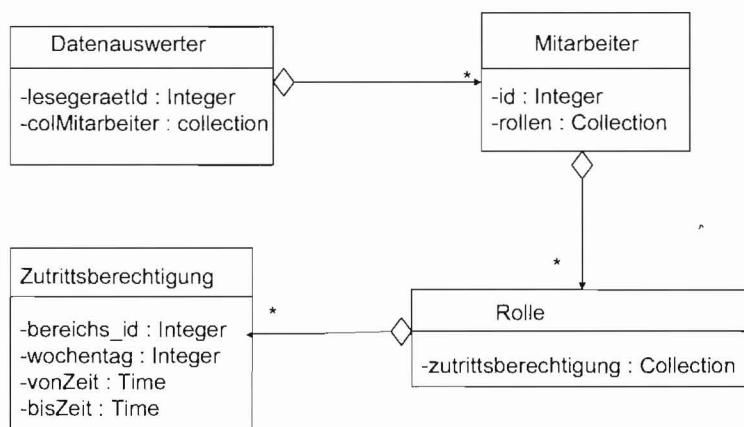 Datenauswerter
-lesegeraetId : Integer
-colMitarbeiter : collection
*
Mitarbeiter
-id : Integer
-rollen : Collection
*
Zutrittsberechtigung
-bereichs_id : Integer
-wochentag : Integer
-vonZeit : Time
-bisZeit : Time
*
Rolle
-zutrittsberechtigung : Collection